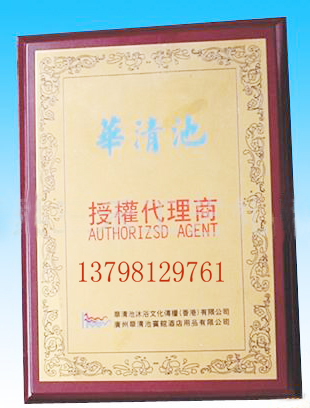 華清池
授權代理商
AUTHORIZSD AGENT
13798129761
華清池沐浴文化傳播(香港)有限公司
廣州華清池賓館酒店用品有限公司